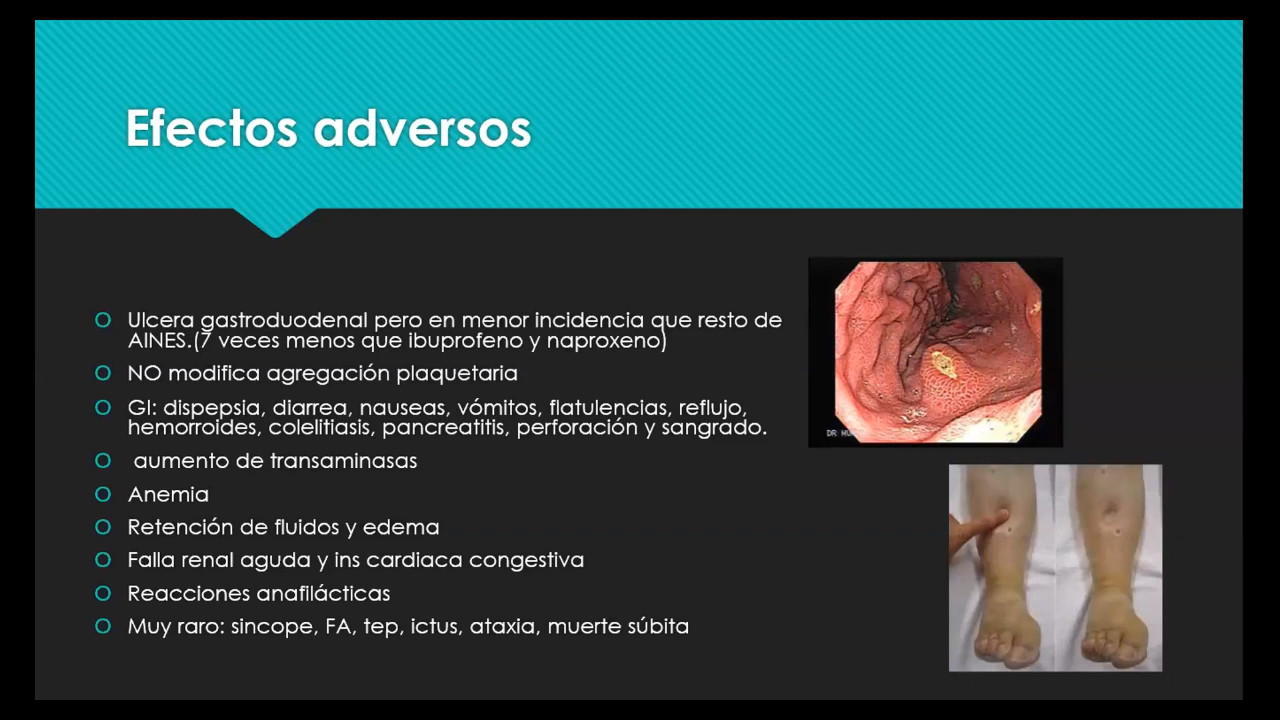 Efectos adversos
Ulcera gastroduodenal pero en menor incidencia que resto de
AINES.(7 veces menos que ibuprofeno y naproxeno)
NO modifica agregación plaquetaria
GI: dispepsia, diarrea, nauseas, vómitos, flatulencias, reflujo,
hemorroides, colelitiasis, pancreatitis, perforación y sangrado.
aumento de transaminasas
Anemia
Retención de fluidos y edema
Falla renal aguda y ins cardiaca congestiva
Reacciones anafilácticas
Muy raro: sincope, FA, tep, ictus, ataxia, muerte súbita
DR